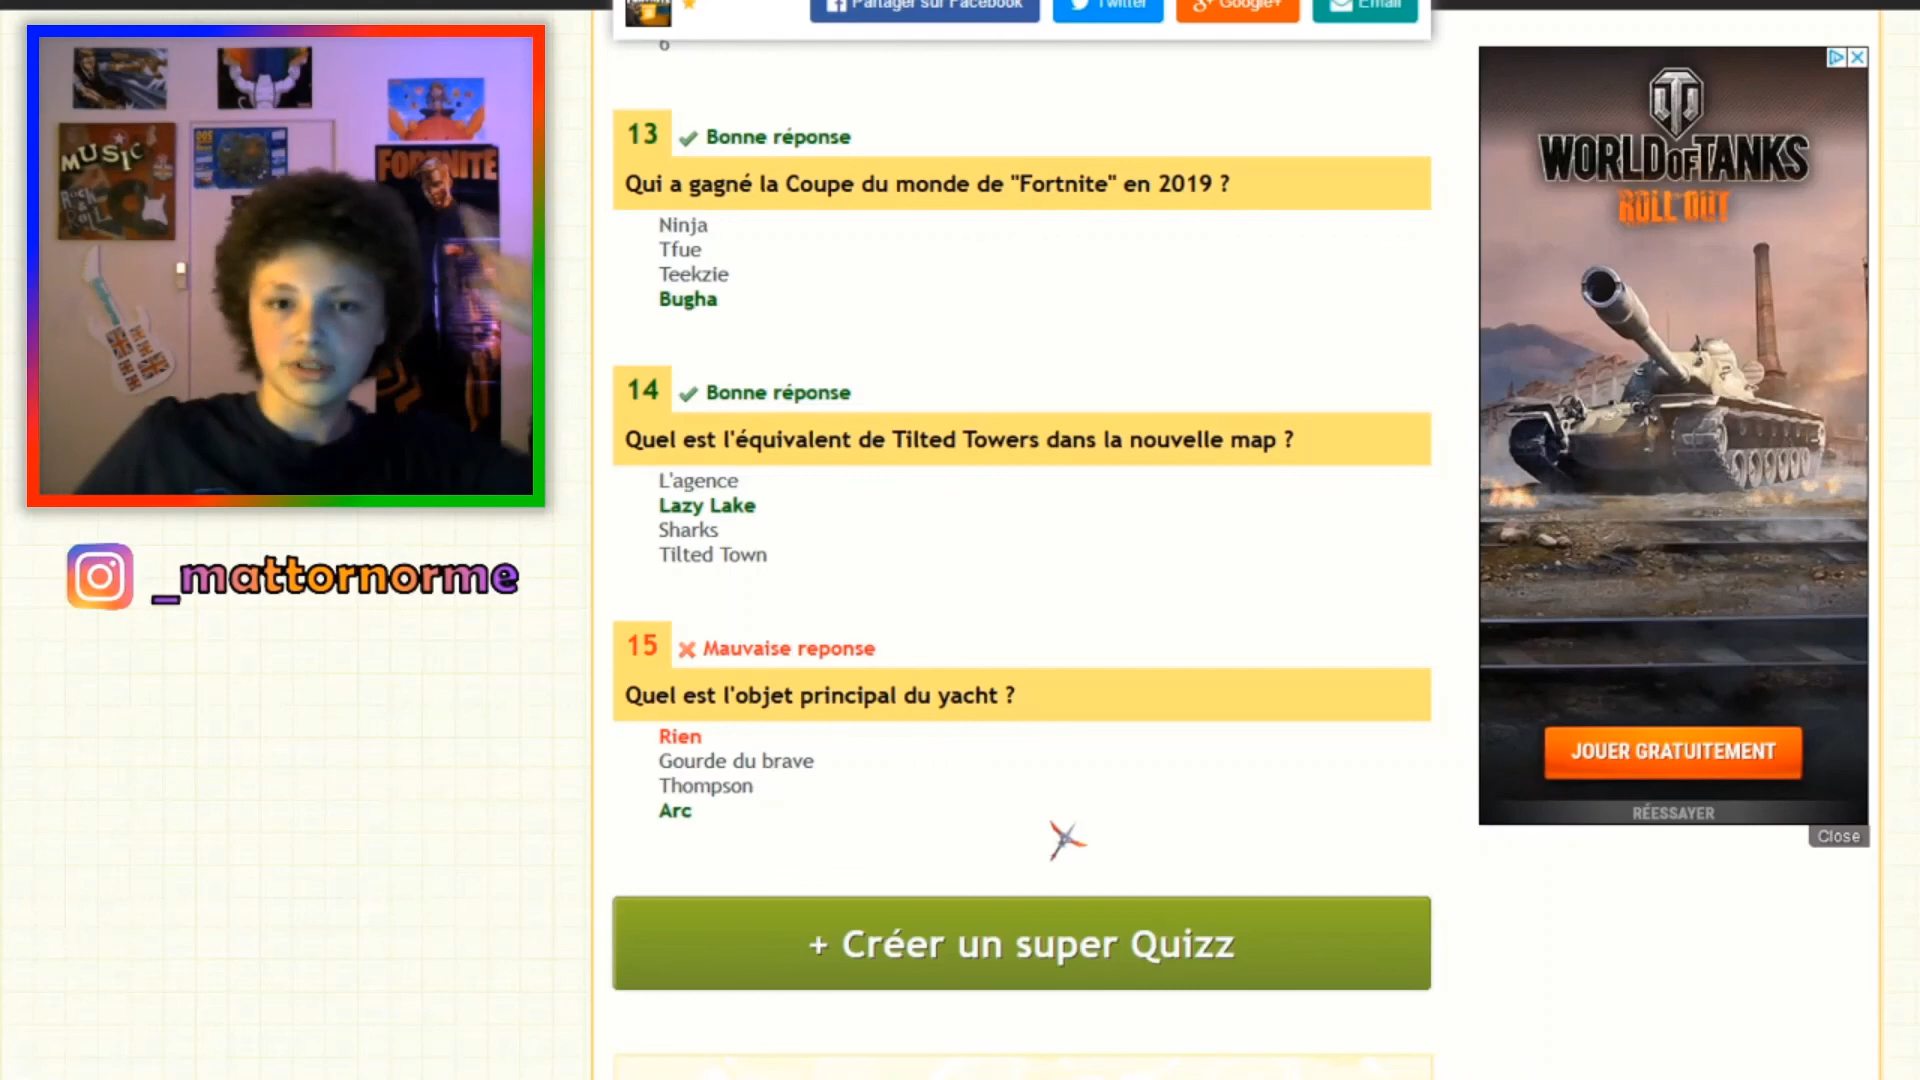 Partager sur Facebook
Twitter
Google+
Email
6
13
Bonne réponse
Qui a gagné la Coupe du monde de "Fortnite" en 2019 ?
Ninja
Tfue
Teekzie
Bugha
14
Bonne réponse
Quel est l'équivalent de Tilted Towers dans la nouvelle map ?
L'agence
Lazy Lake
Sharks
Tilted Town
15
Mauvaise reponse
Quel est l'objet principal du yacht ?
Rien
Gourde du brave
Thompson
Arc
+ Créer un super Quizz
MUSIC
Rock & Roll
FORTNITE
_mattornorme
WORLD OF TANKS
ROLL OUT
JOUER GRATUITEMENT
RÉESSAYER
Close